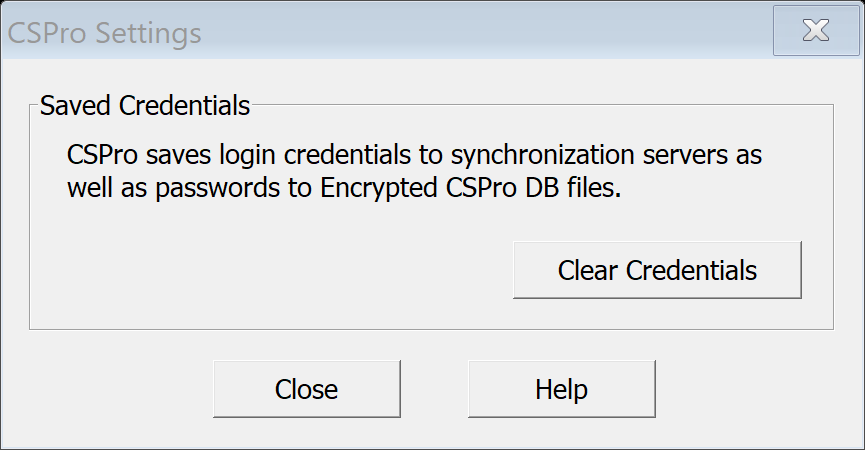 CSPro Settings
Saved Credentials
CSPro saves login credentials to synchronization servers as
well as passwords to Encrypted CSPro DB files.
Clear Credentials
Close
Help